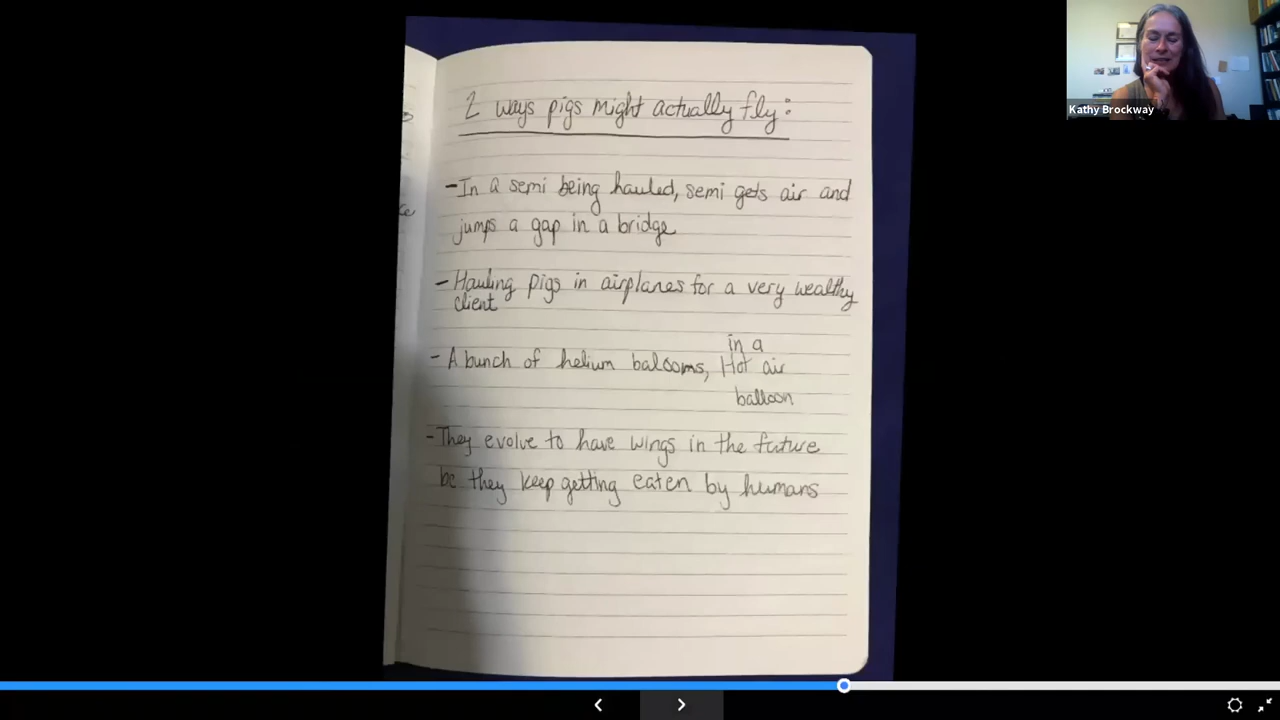 2 ways pigs might actually fly:
- In a semi being hauled, semi gets air and
jumps a gap in a bridge
- Hauling pigs in airplanes for a very wealthy
client
- A bunch of helium balooms, in a
Hot air
balloon
- They evolve to have wings in the future
bc they keep getting eaten by humans
Kathy Brockway